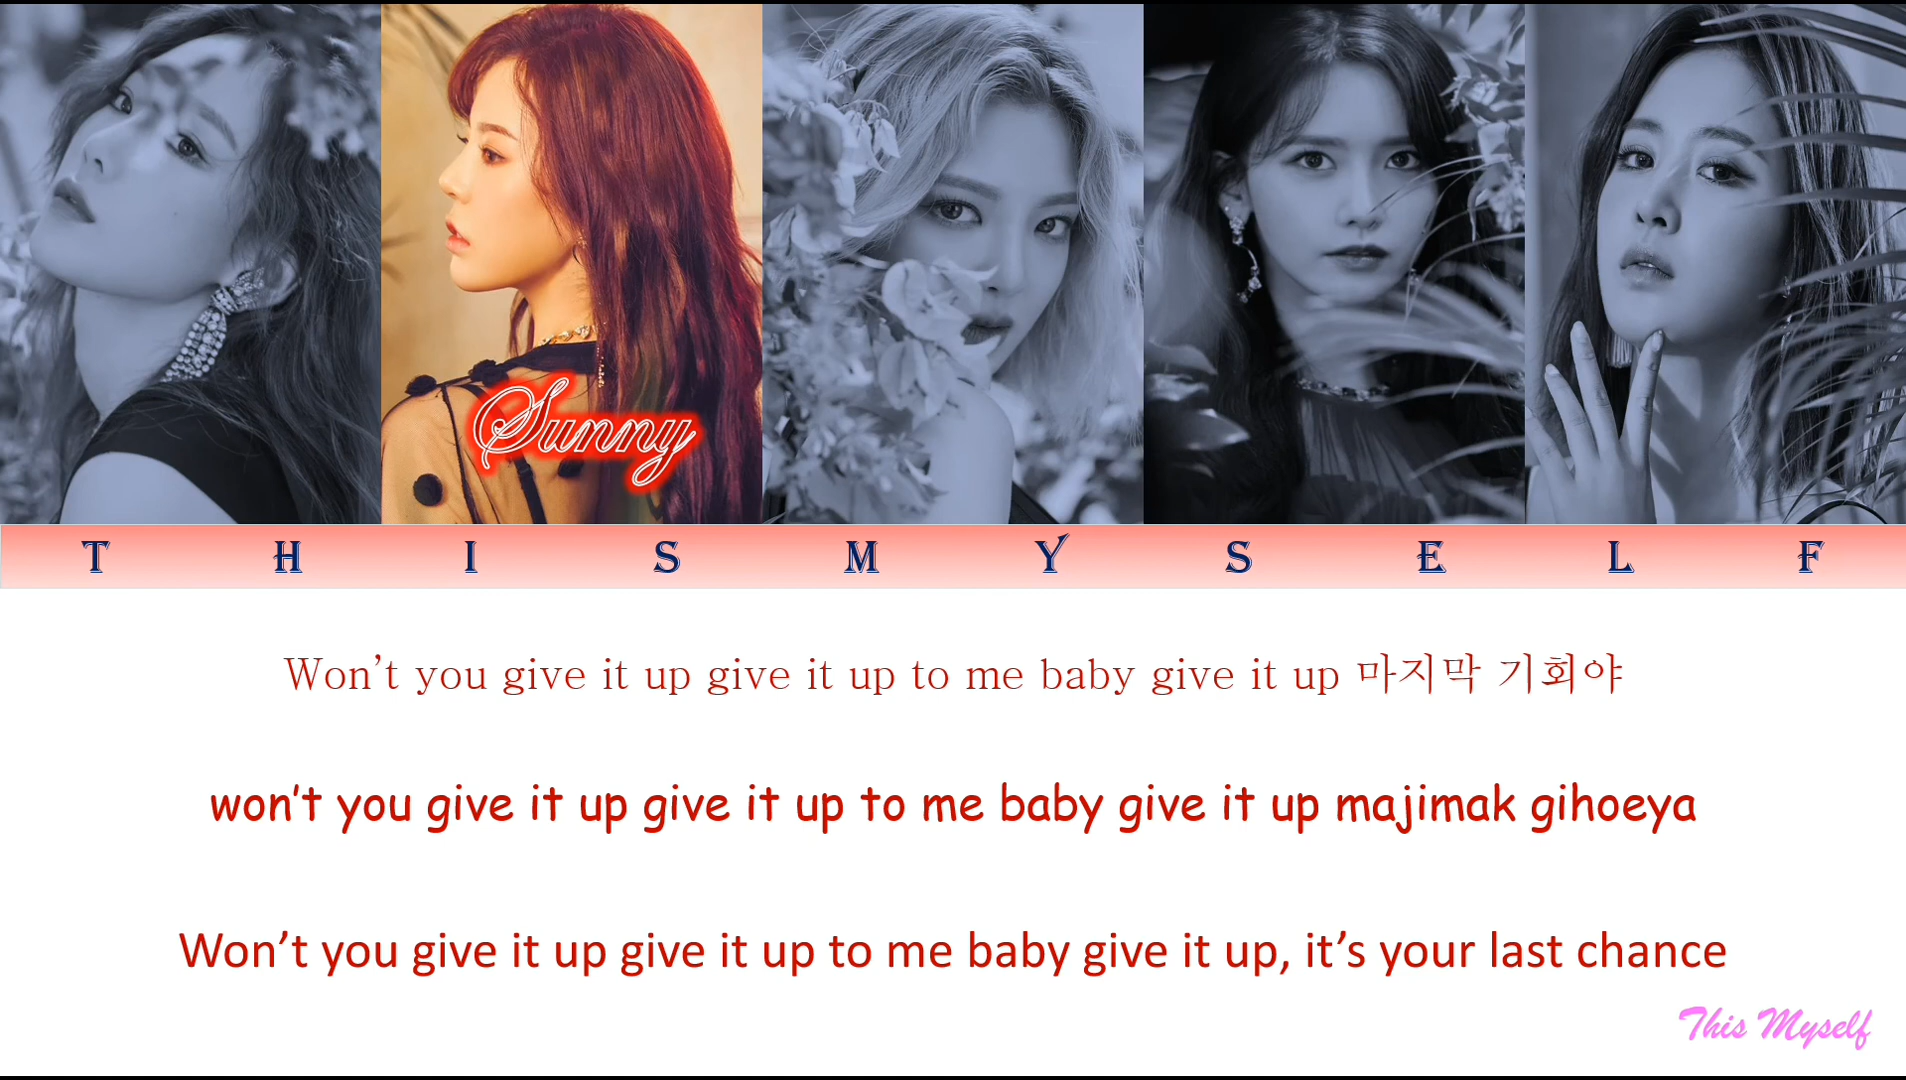 Sunny
T H I S M Y S E L F
Won’t you give it up give it up to me baby give it up 마지막 기회야
won’t you give it up give it up to me baby give it up majimak gihoeya
Won’t you give it up give it up to me baby give it up, it’s your last chance
This Myself